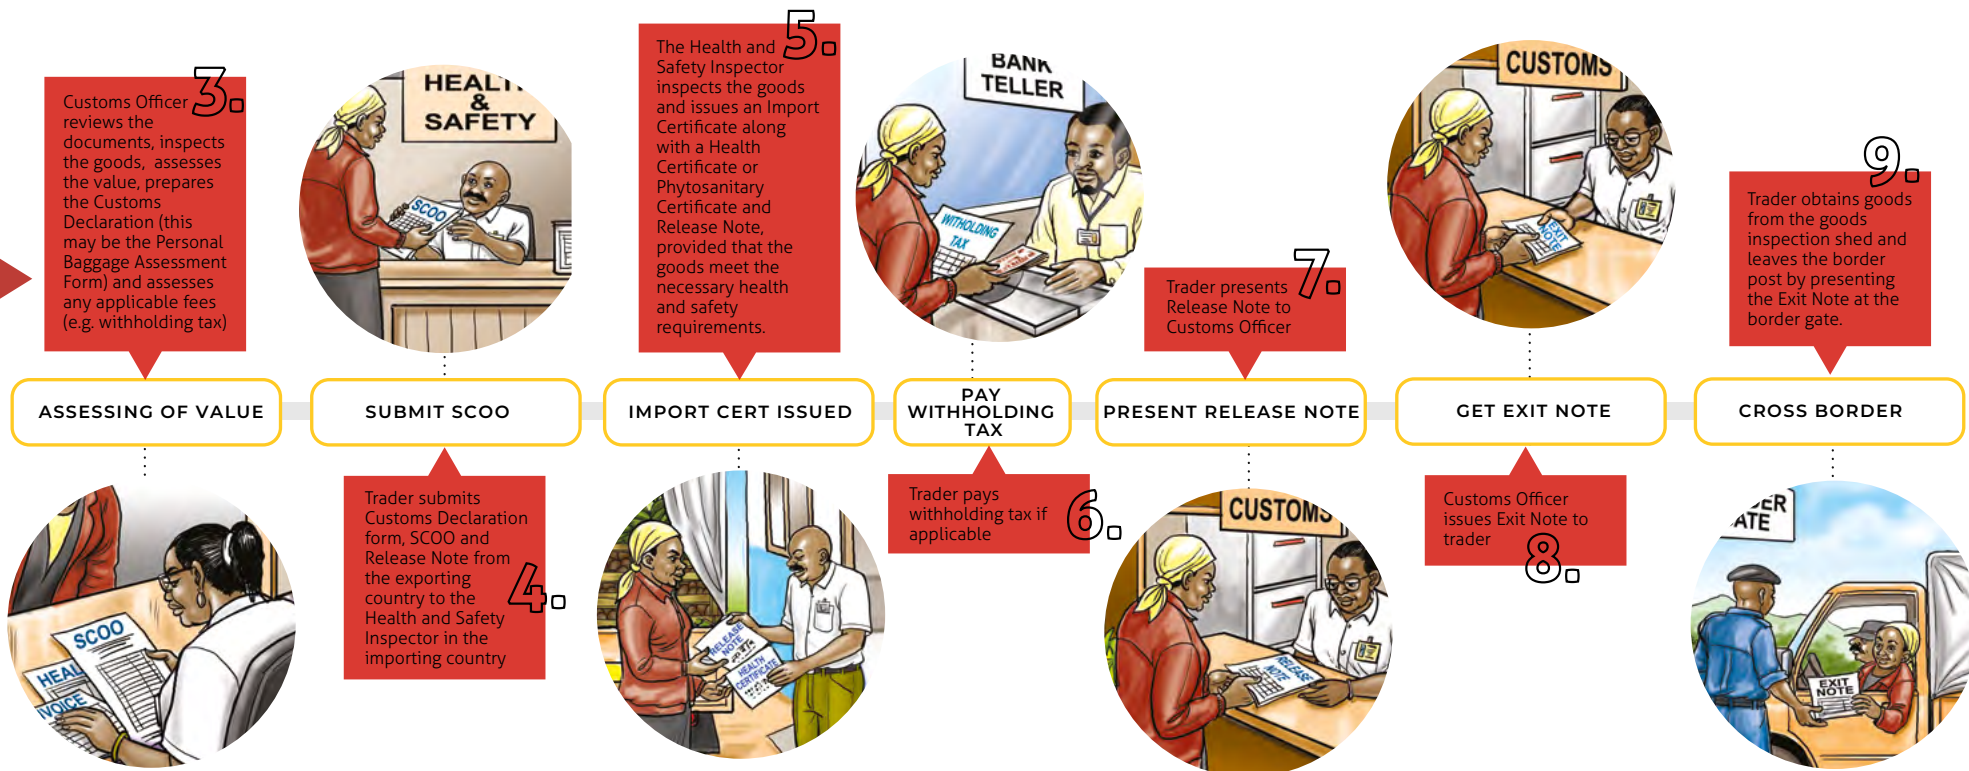 3.
Customs Officer
reviews the
documents, inspects
the goods, assesses
the value, prepares
the Customs
Declaration (this
may be the Personal
Baggage Assessment
Form) and assesses
any applicable fees
(e.g. withholding tax)
ASSESSING OF VALUE
SCOO
HEAL
VOICE
HEALT
&
SAFETY
SCOO
SUBMIT SCOO
Trader submits
Customs Declaration
form, SCOO and
Release Note from
the exporting
country to the
Health and Safety
Inspector in the
importing country
4.
5.
The Health and
Safety Inspector
inspects the goods
and issues an Import
Certificate along
with a Health
Certificate or
Phytosanitary
Certificate and
Release Note,
provided that the
goods meet the
necessary health
and safety
requirements.
IMPORT CERT ISSUED
RELEASE
NOTE
HEALTH
CERTIFICATE
BANK
TELLER
WITHOLDING
TAX
PAY
WITHHOLDING
TAX
Trader pays
withholding tax if
applicable
6.
7.
Trader presents
Release Note to
Customs Officer
PRESENT RELEASE NOTE
CUSTOMS
RELEASE
NOTE
CUSTOMS
EXIT
NOTE
GET EXIT NOTE
Customs Officer
issues Exit Note to
trader
8.
9.
Trader obtains goods
from the goods
inspection shed and
leaves the border
post by presenting
the Exit Note at the
border gate.
CROSS BORDER
DER
ATE
EXIT
NOTE